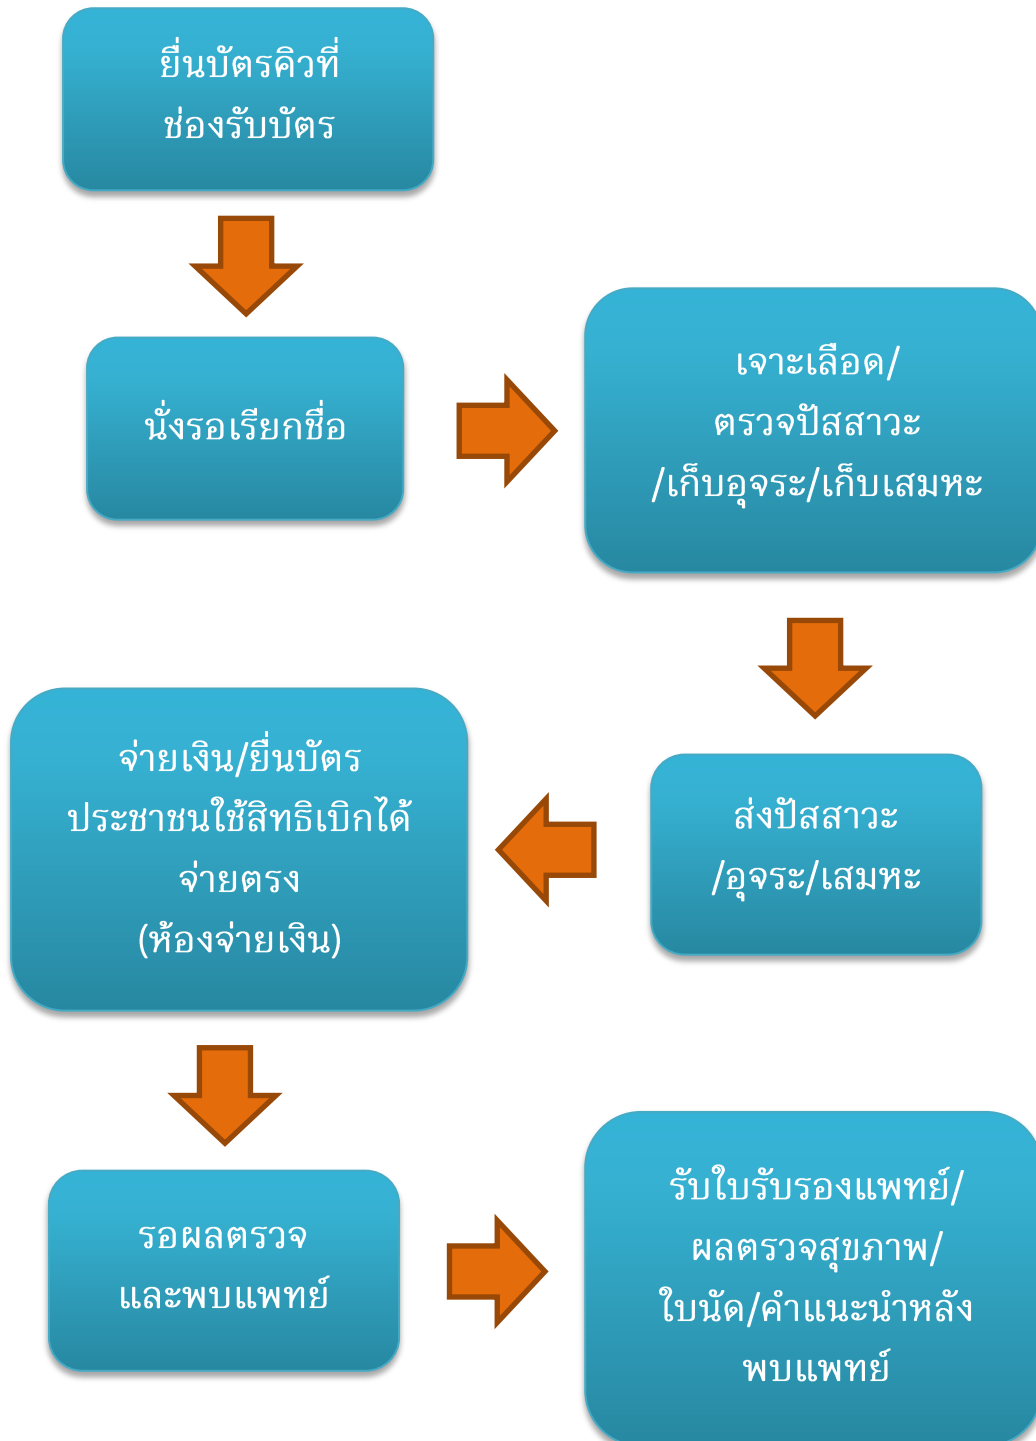 ยื่นบัตรคิวที่
ช่องรับบัตร
นั่งรอเรียกชื่อ
เจาะเลือด/
ตรวจปัสสาวะ
/เก็บอุจระ/เก็บเสมหะ
ส่งปัสสาวะ
/อุจระ/เสมหะ
จ่ายเงิน/ยื่นบัตร
ประชาชนใช้สิทธิเบิกได้
จ่ายตรง
(ห้องจ่ายเงิน)
รอผลตรวจ
และพบแพทย์
รับใบรับรองแพทย์/
ผลตรวจสุขภาพ/
ใบนัด/คำแนะนำหลัง
พบแพทย์